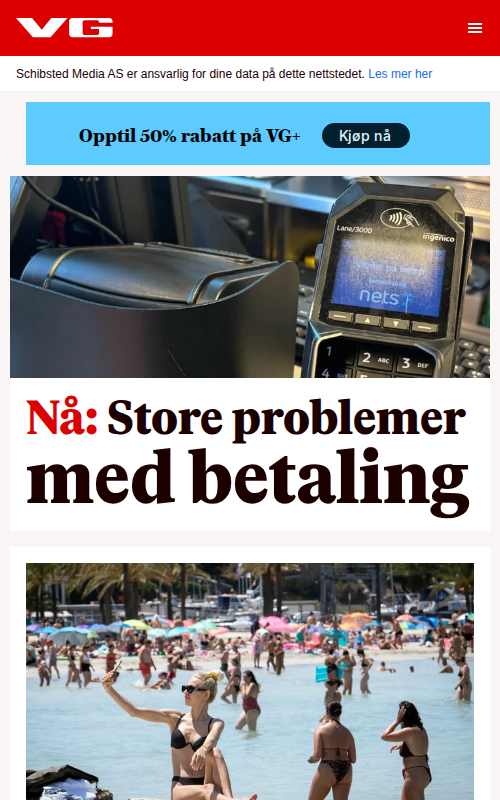 VG
Schibsted Media AS er ansvarlig for dine data på dette nettstedet. Les mer her
Opptil 50% rabatt på VG+
Kjøp nå
Lane/3000
ingenico
nets
1 2 ABC 3 DEF
Nå: Store problemer
med betaling